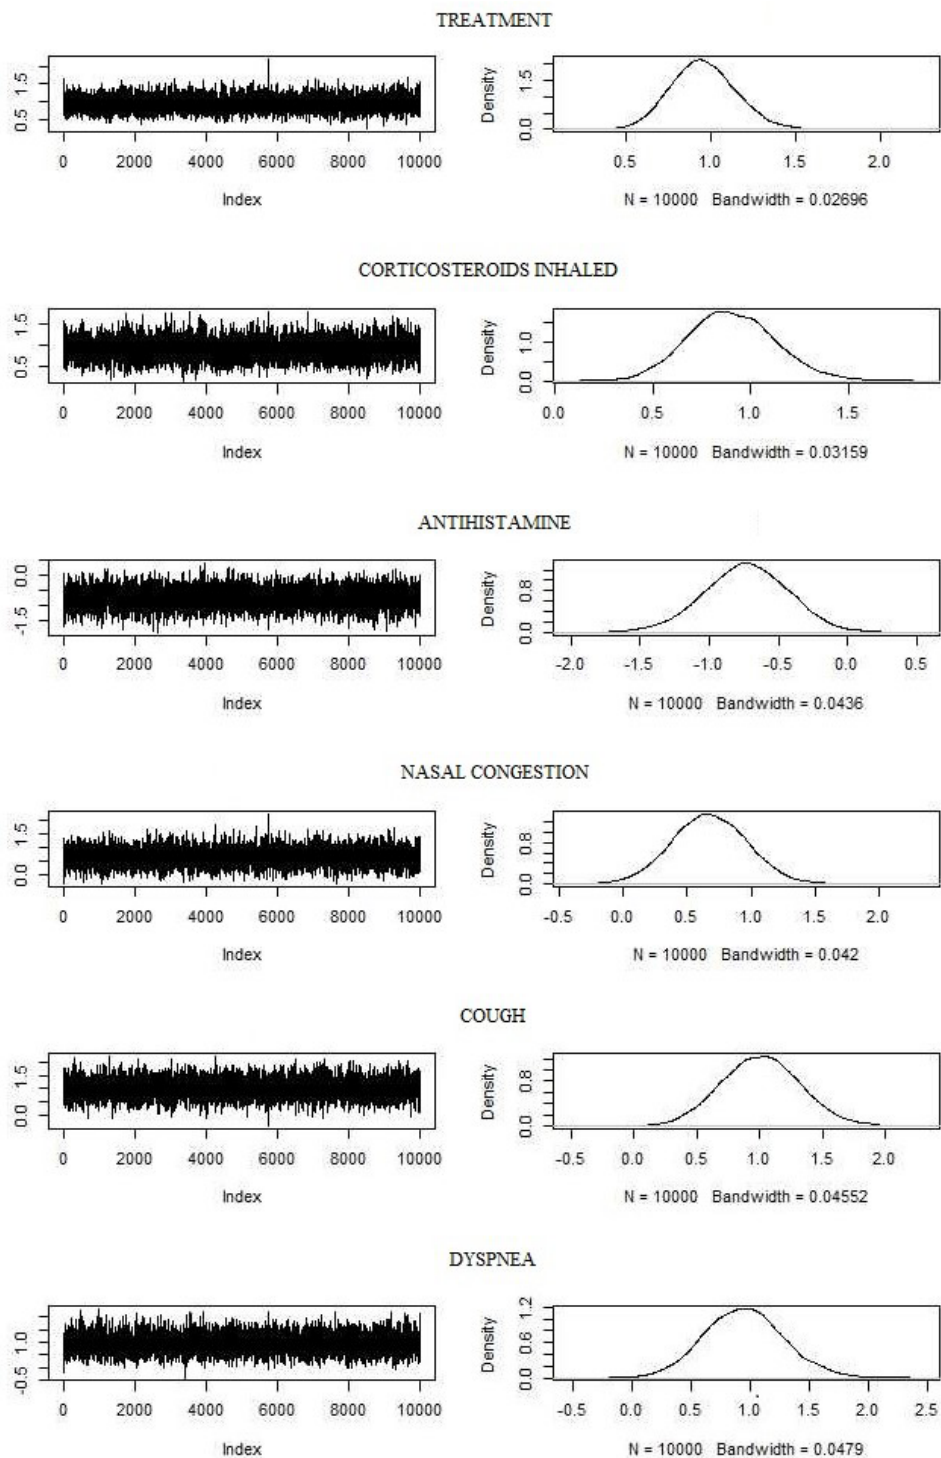 TREATMENT
0.5 1.5
0 2000 4000 6000 8000 10000
Index
Density
0.0 1.5
0.5 1.0 1.5 2.0
N = 10000 Bandwidth = 0.02696
CORTICOSTEROIDS INHALED
0.5 1.5
0 2000 4000 6000 8000 10000
Index
Density
0.0 1.0
0.0 0.5 1.0 1.5
N = 10000 Bandwidth = 0.03159
ANTIHISTAMINE
-1.5 0.0
0 2000 4000 6000 8000 10000
Index
Density
0.0 0.8
-2.0 -1.5 -1.0 -0.5 0.0 0.5
N = 10000 Bandwidth = 0.0436
NASAL CONGESTION
0.0 1.5
0 2000 4000 6000 8000 10000
Index
Density
0.0 0.8
-0.5 0.0 0.5 1.0 1.5 2.0
N = 10000 Bandwidth = 0.042
COUGH
0.0 1.5
0 2000 4000 6000 8000 10000
Index
Density
0.0 0.8
-0.5 0.0 0.5 1.0 1.5 2.0
N = 10000 Bandwidth = 0.04552
DYSPNEA
-0.5 1.0
0 2000 4000 6000 8000 10000
Index
Density
0.0 0.6 1.2
-0.5 0.0 0.5 1.0 1.5 2.0 2.5
N = 10000 Bandwidth = 0.0479